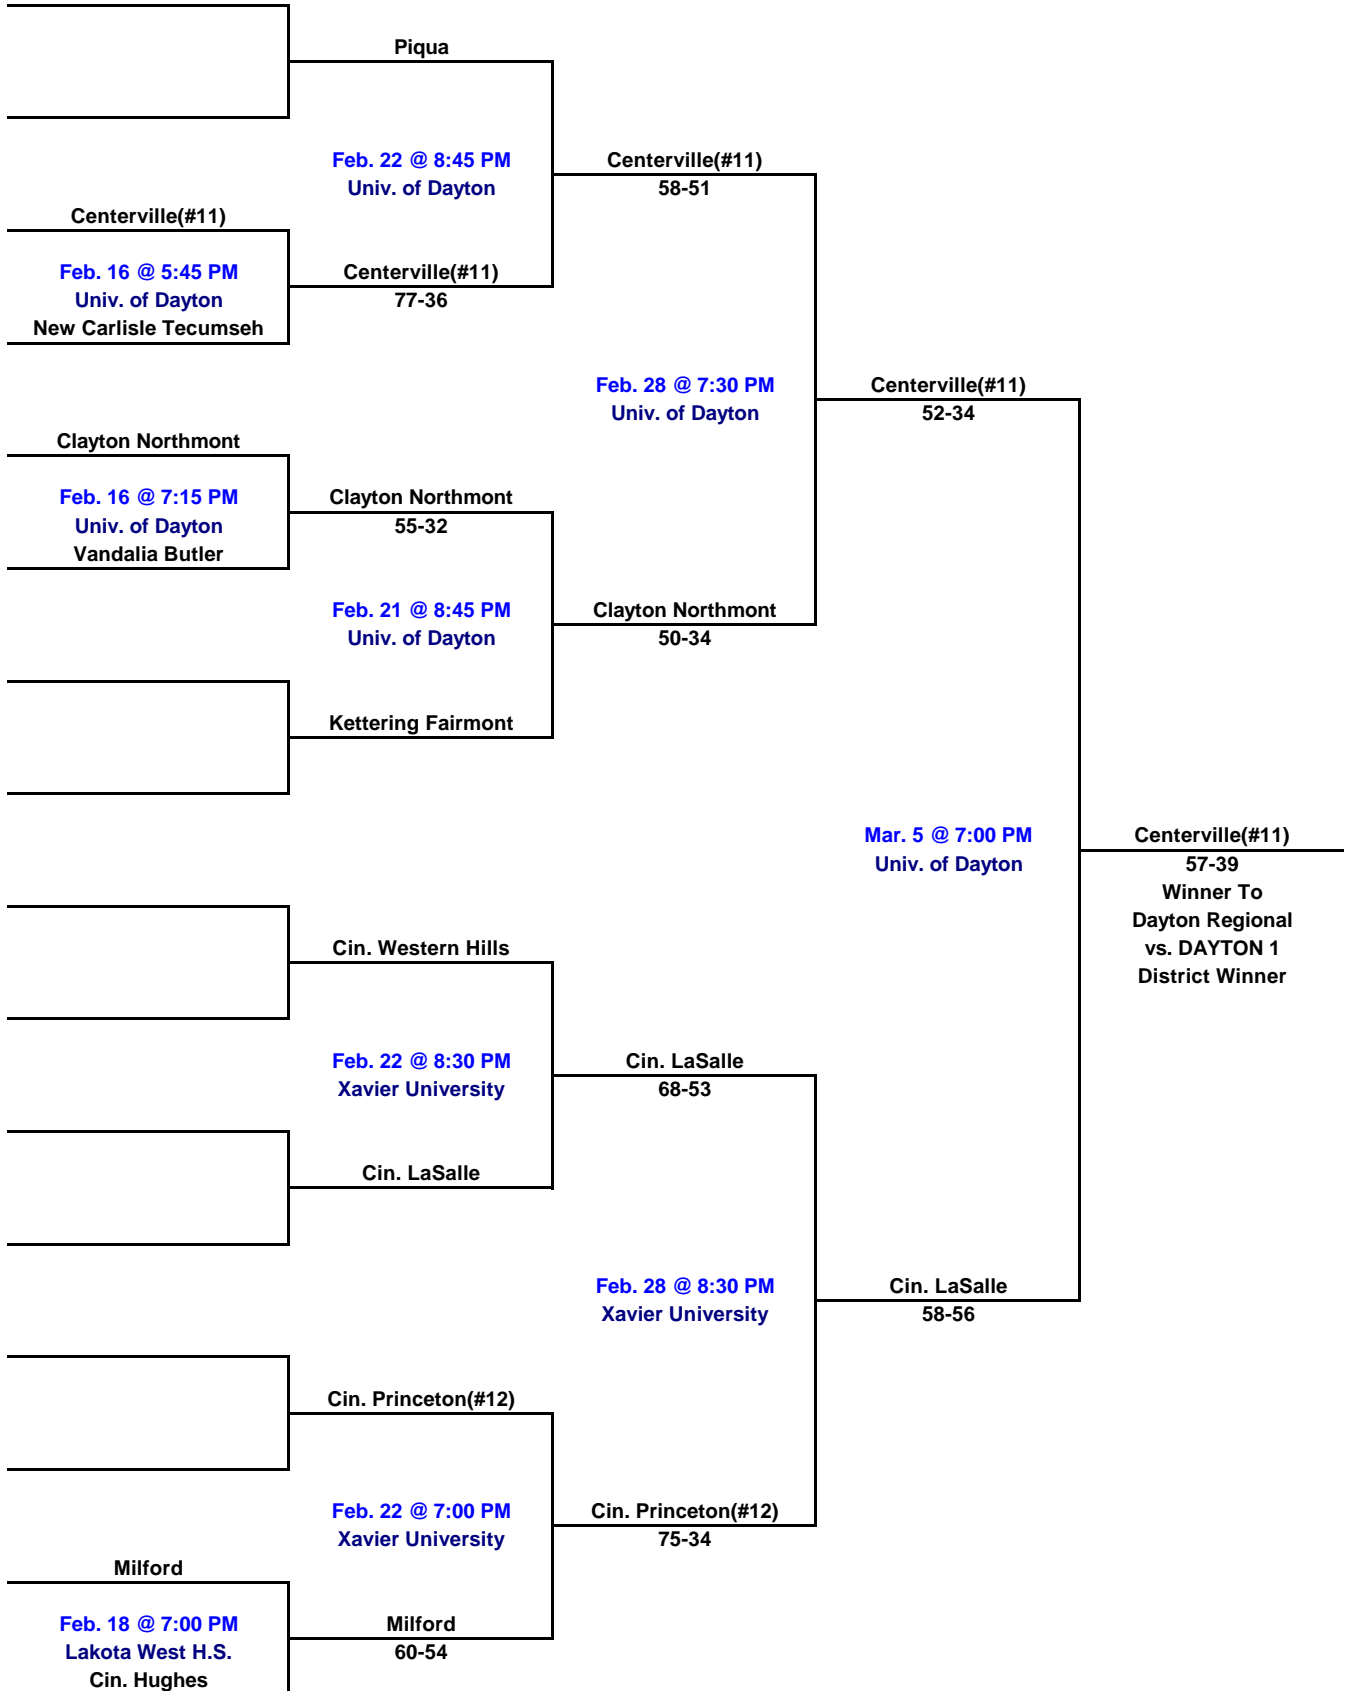 Piqua
Feb. 22 @ 8:45 PM
Univ. of Dayton
Centerville(#11)
58-51
Centerville(#11)
Feb. 16 @ 5:45 PM
Univ. of Dayton
New Carlisle Tecumseh
Centerville(#11)
77-36
Feb. 28 @ 7:30 PM
Univ. of Dayton
Centerville(#11)
52-34
Clayton Northmont
Feb. 16 @ 7:15 PM
Univ. of Dayton
Vandalia Butler
Clayton Northmont
55-32
Feb. 21 @ 8:45 PM
Univ. of Dayton
Clayton Northmont
50-34
Kettering Fairmont
Mar. 5 @ 7:00 PM
Univ. of Dayton
Centerville(#11)
57-39
Winner To
Dayton Regional
vs. DAYTON 1
District Winner
Cin. Western Hills
Feb. 22 @ 8:30 PM
Xavier University
Cin. LaSalle
68-53
Cin. LaSalle
Feb. 28 @ 8:30 PM
Xavier University
Cin. LaSalle
58-56
Cin. Princeton(#12)
Feb. 22 @ 7:00 PM
Xavier University
Cin. Princeton(#12)
75-34
Milford
Feb. 18 @ 7:00 PM
Lakota West H.S.
Cin. Hughes
Milford
60-54